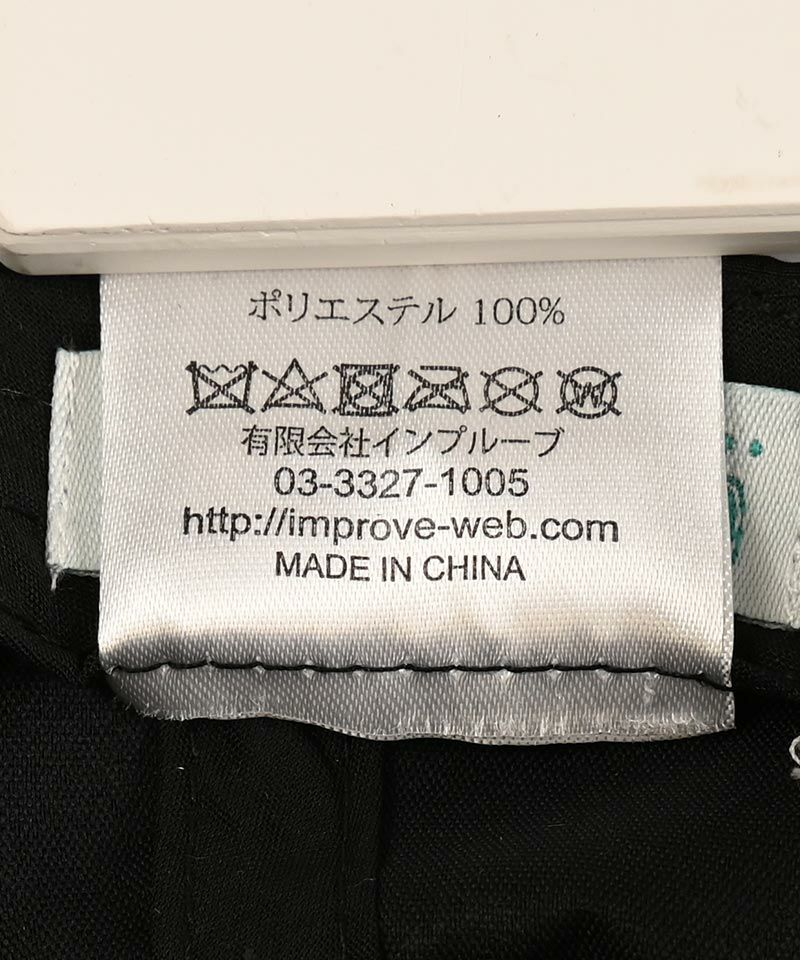 ポリエステル 100%
有限会社インプルーブ
03-3327-1005
http://improve-web.com
MADE IN CHINA